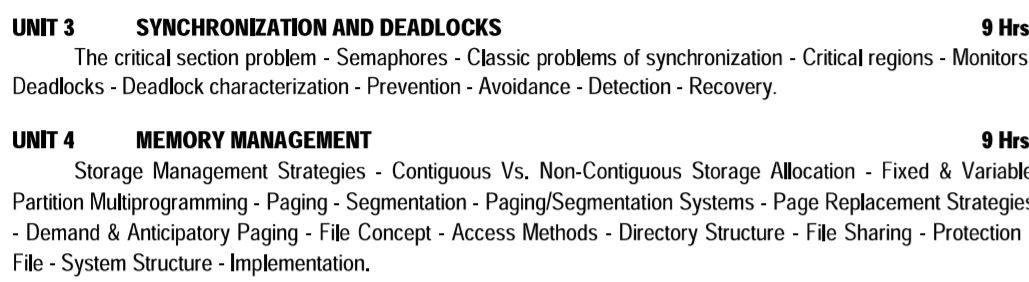 UNIT 3 SYNCHRONIZATION AND DEADLOCKS 9 Hrs
The critical section problem - Semaphores - Classic problems of synchronization - Critical regions - Monitors
Deadlocks - Deadlock characterization - Prevention - Avoidance - Detection - Recovery.
UNIT 4 MEMORY MANAGEMENT 9 Hrs
Storage Management Strategies - Contiguous Vs. Non-Contiguous Storage Allocation - Fixed & Variable
Partition Multiprogramming - Paging - Segmentation - Paging/Segmentation Systems - Page Replacement Strategies
- Demand & Anticipatory Paging - File Concept - Access Methods - Directory Structure - File Sharing - Protection
File - System Structure - Implementation.